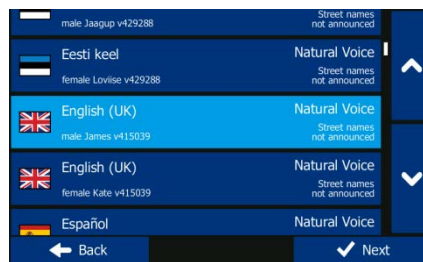 male Jaagup v429288
Street names
not announced
Eesti keel
Natural Voice
female Loviise v429288
Street names
not announced
English (UK)
Natural Voice
male James v415039
Street names
not announced
English (UK)
Natural Voice
female Kate v415039
Street names
not announced
Español
Natural Voice
Back
Next